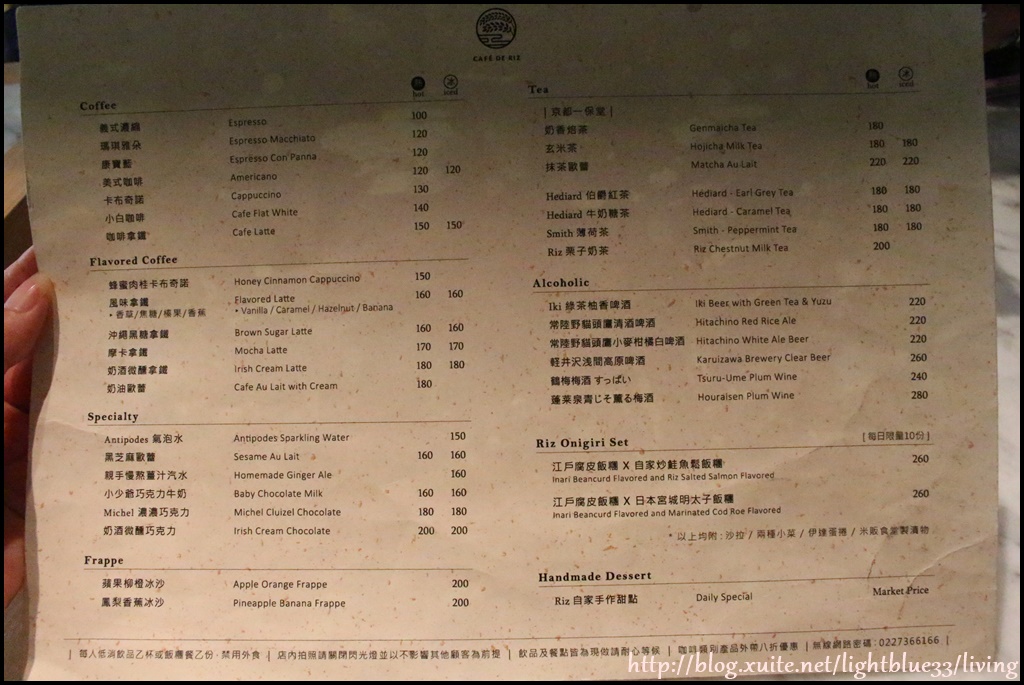 CAFÉ DE RIZ
Coffee hot 冰 iced
義式濃縮 Espresso 100
瑪琪雅朵 Espresso Macchiato 120
康寶藍 Espresso Con Panna 120
美式咖啡 Americano 120 120
卡布奇諾 Cappuccino 130
小白咖啡 Cafe Flat White 140
咖啡拿鐵 Cafe Latte 150 150
Flavored Coffee
蜂蜜肉桂卡布奇諾 Honey Cinnamon Cappuccino 150
風味拿鐵 Flavored Latte 160 160
• 香草/焦糖/榛果/香蕉 • Vanilla / Caramel / Hazelnut / Banana
沖繩黑糖拿鐵 Brown Sugar Latte 160 160
摩卡拿鐵 Mocha Latte 170 170
奶酒微醺拿鐵 Irish Cream Latte 180 180
奶油歐蕾 Cafe Au Lait with Cream 180
Specialty
Antipodes 氣泡水 Antipodes Sparkling Water 150
黑芝麻歐蕾 Sesame Au Lait 160 160
親手慢熬薑汁汽水 Homemade Ginger Ale 160
小少爺巧克力牛奶 Baby Chocolate Milk 160 160
Michel 濃濃巧克力 Michel Cluizel Chocolate 180 180
奶酒微醺巧克力 Irish Cream Chocolate 200 200
Frappe
蘋果柳橙冰沙 Apple Orange Frappe 200
鳳梨香蕉冰沙 Pineapple Banana Frappe 200
Tea hot 冰 iced
| 京都一保堂 |
奶香焙茶 Genmaicha Tea 180
玄米茶 Hojicha Milk Tea 180 180
抹茶歐蕾 Matcha Au Lait 220 220
Hediard 伯爵紅茶 Hediard - Earl Grey Tea 180 180
Hediard 牛奶糖茶 Hediard - Caramel Tea 180 180
Smith 薄荷茶 Smith - Peppermint Tea 180 180
Riz 栗子奶茶 Riz Chestnut Milk Tea 200
Alcoholic
Iki 綠茶柚香啤酒 Iki Beer with Green Tea & Yuzu 220
常陸野貓頭鷹清酒啤酒 Hitachino Red Rice Ale 220
常陸野貓頭鷹小麥柑橘白啤酒 Hitachino White Ale Beer 220
軽井沢浅間高原啤酒 Karuizawa Brewery Clear Beer 260
鶴梅梅酒 すっぱい Tsuru-Ume Plum Wine 240
蓬莱泉青じそ薫る梅酒 Houraisen Plum Wine 280
Riz Onigiri Set [ 每日限量10份 ]
江戶腐皮飯糰 X 自家炒鮭魚鬆飯糰 260
Inari Beancurd Flavored and Riz Salted Salmon Flavored
江戶腐皮飯糰 X 日本宮城明太子飯糰 260
Inari Beancurd Flavored and Marinated Cod Roe Flavored
* 以上均附 : 沙拉 / 兩種小菜 / 伊達蛋捲 / 米販食堂製漬物
Handmade Dessert
Riz 自家手作甜點 Daily Special Market Price
| 每人低消飲品乙杯或飯糰餐乙份 · 禁用外食 | 店內拍照請關閉閃光燈並以不影響其他顧客為前提 | 飲品及餐點皆為現做請耐心等候 | 咖啡類別產品外帶八折優惠 | 無線網路密碼 : 0227366166 |
http://blog.xuite.net/lightblue33/living